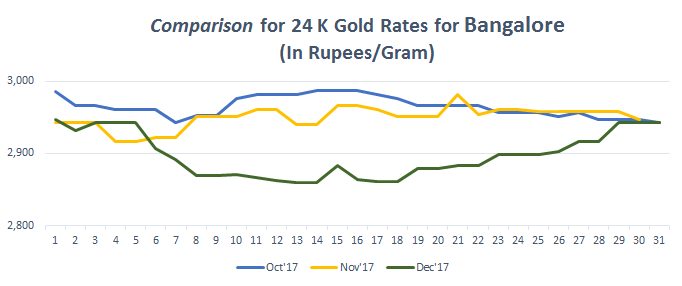 Comparison for 24 K Gold Rates for Bangalore
(In Rupees/Gram)
3,000
2,900
2,800
1 2 3 4 5 6 7 8 9 10 11 12 13 14 15 16 17 18 19 20 21 22 23 24 25 26 27 28 29 30 31
Oct'17 Nov'17 Dec'17